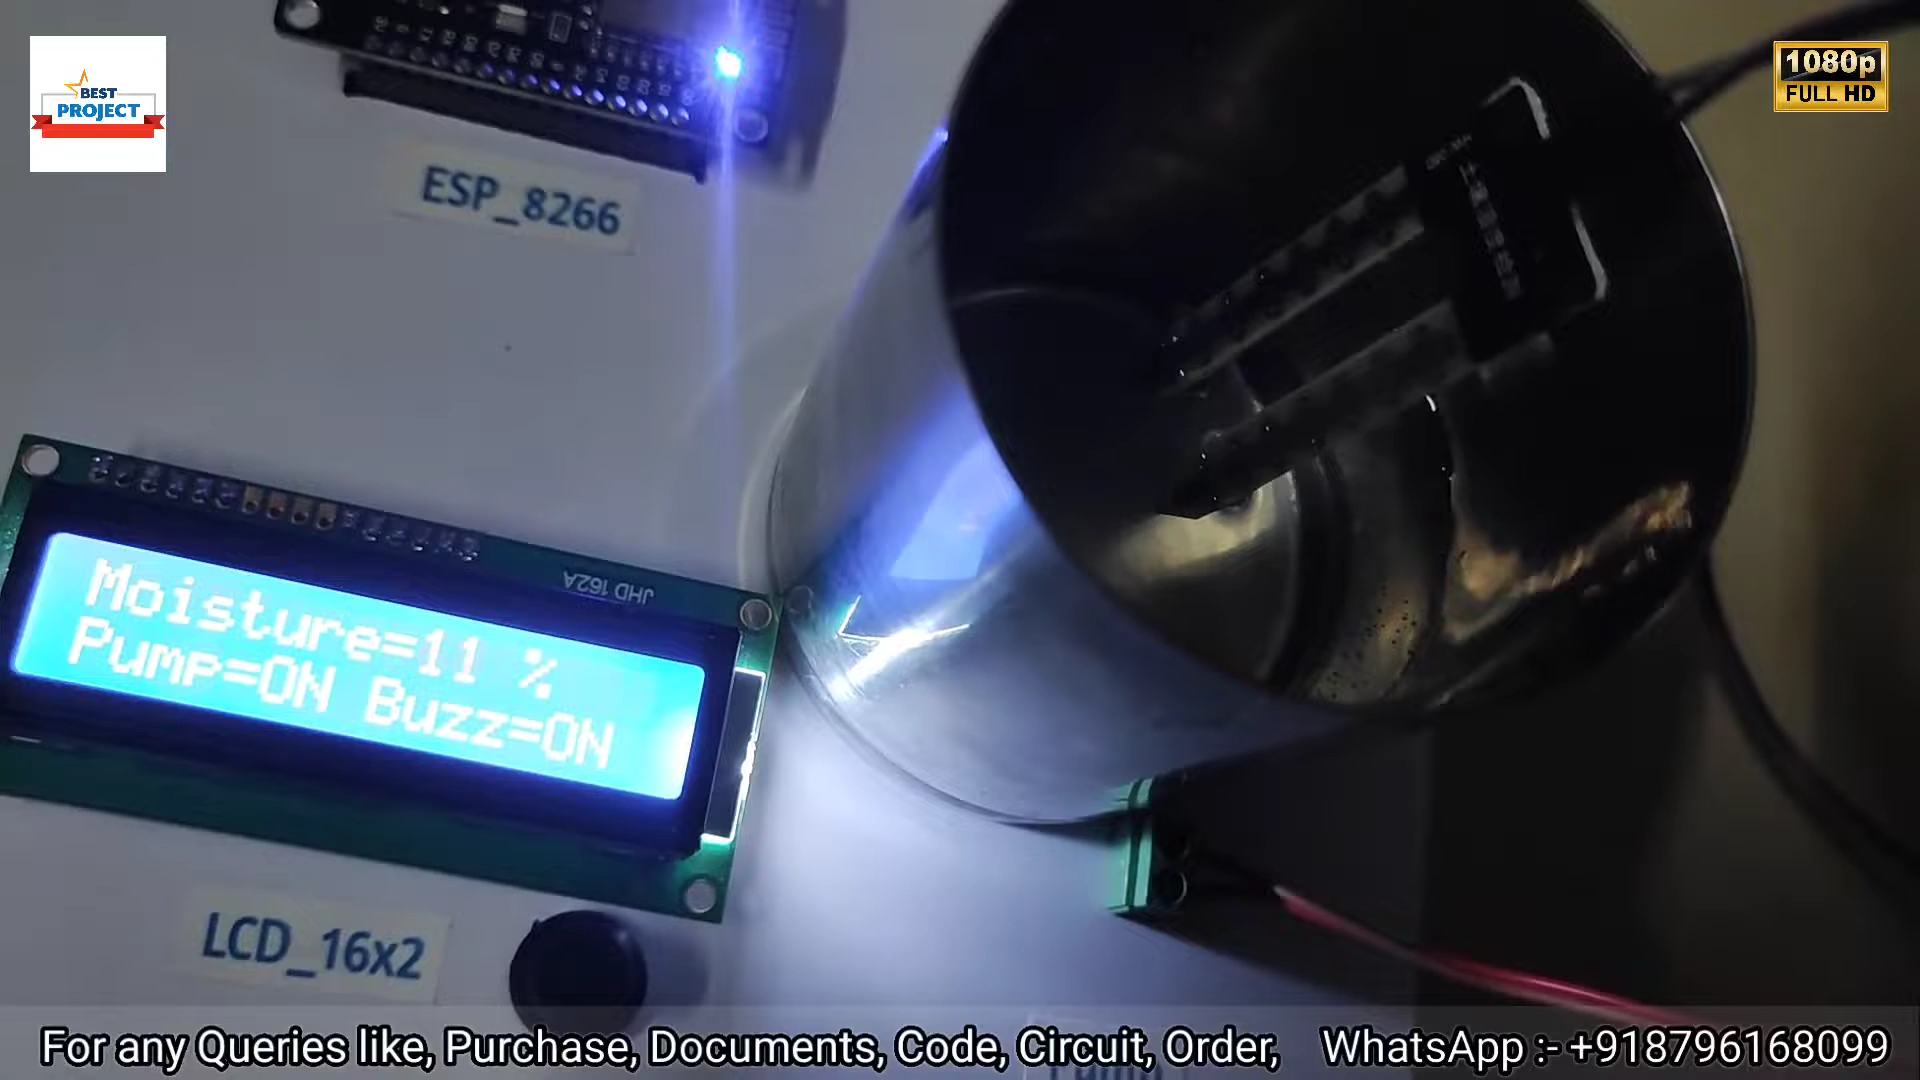 BEST
PROJECT
1080p
FULL HD
ESP_8266
JHD 162A
Moisture=11 %
Pump=ON Buzz=ON
LCD_16x2
For any Queries like, Purchase, Documents, Code, Circuit, Order, WhatsApp :- +918796168099